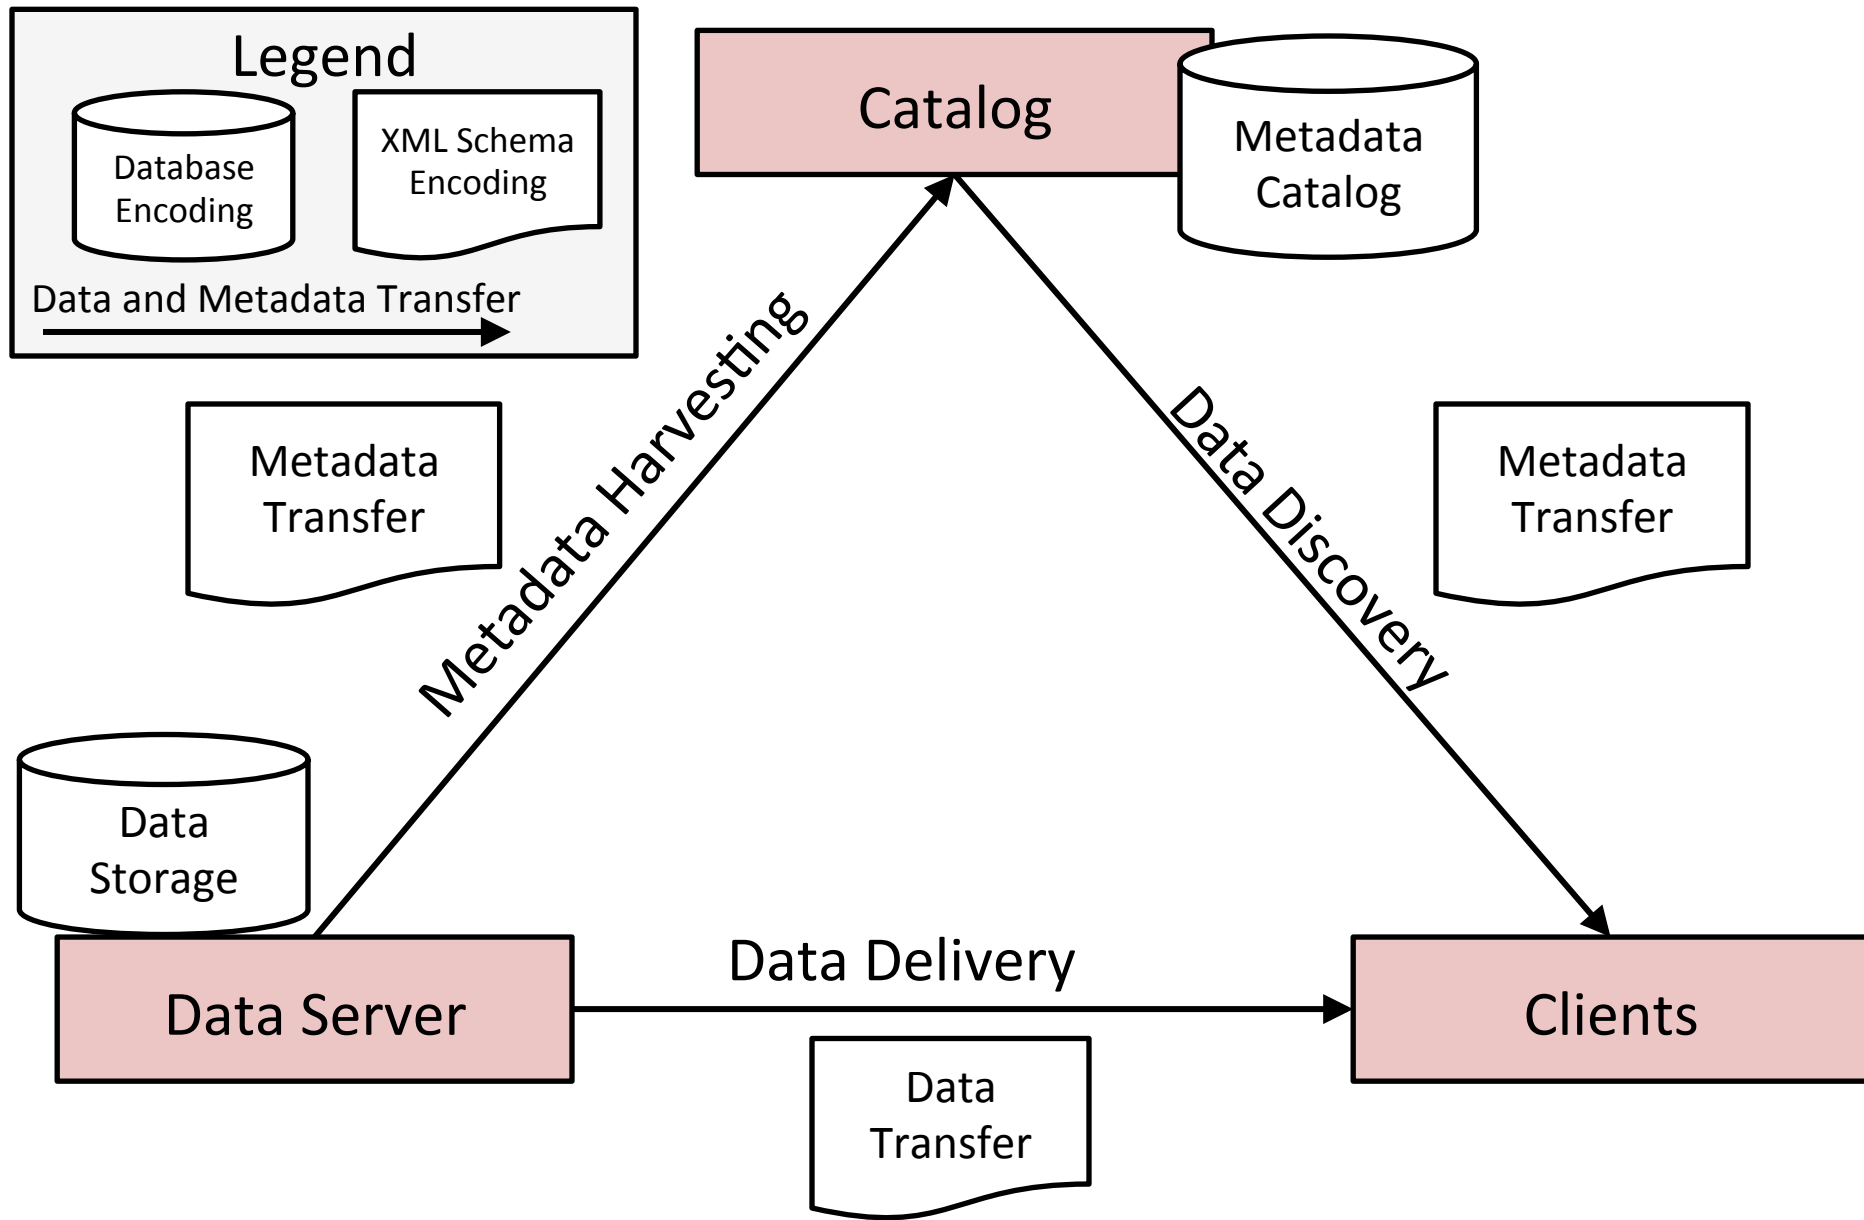 Legend
Database
Encoding
XML Schema
Encoding
Data and Metadata Transfer
Catalog
Metadata
Catalog
Metadata
Transfer
Metadata Harvesting
Data Discovery
Metadata
Transfer
Data
Storage
Data Server
Data Delivery
Clients
Data
Transfer